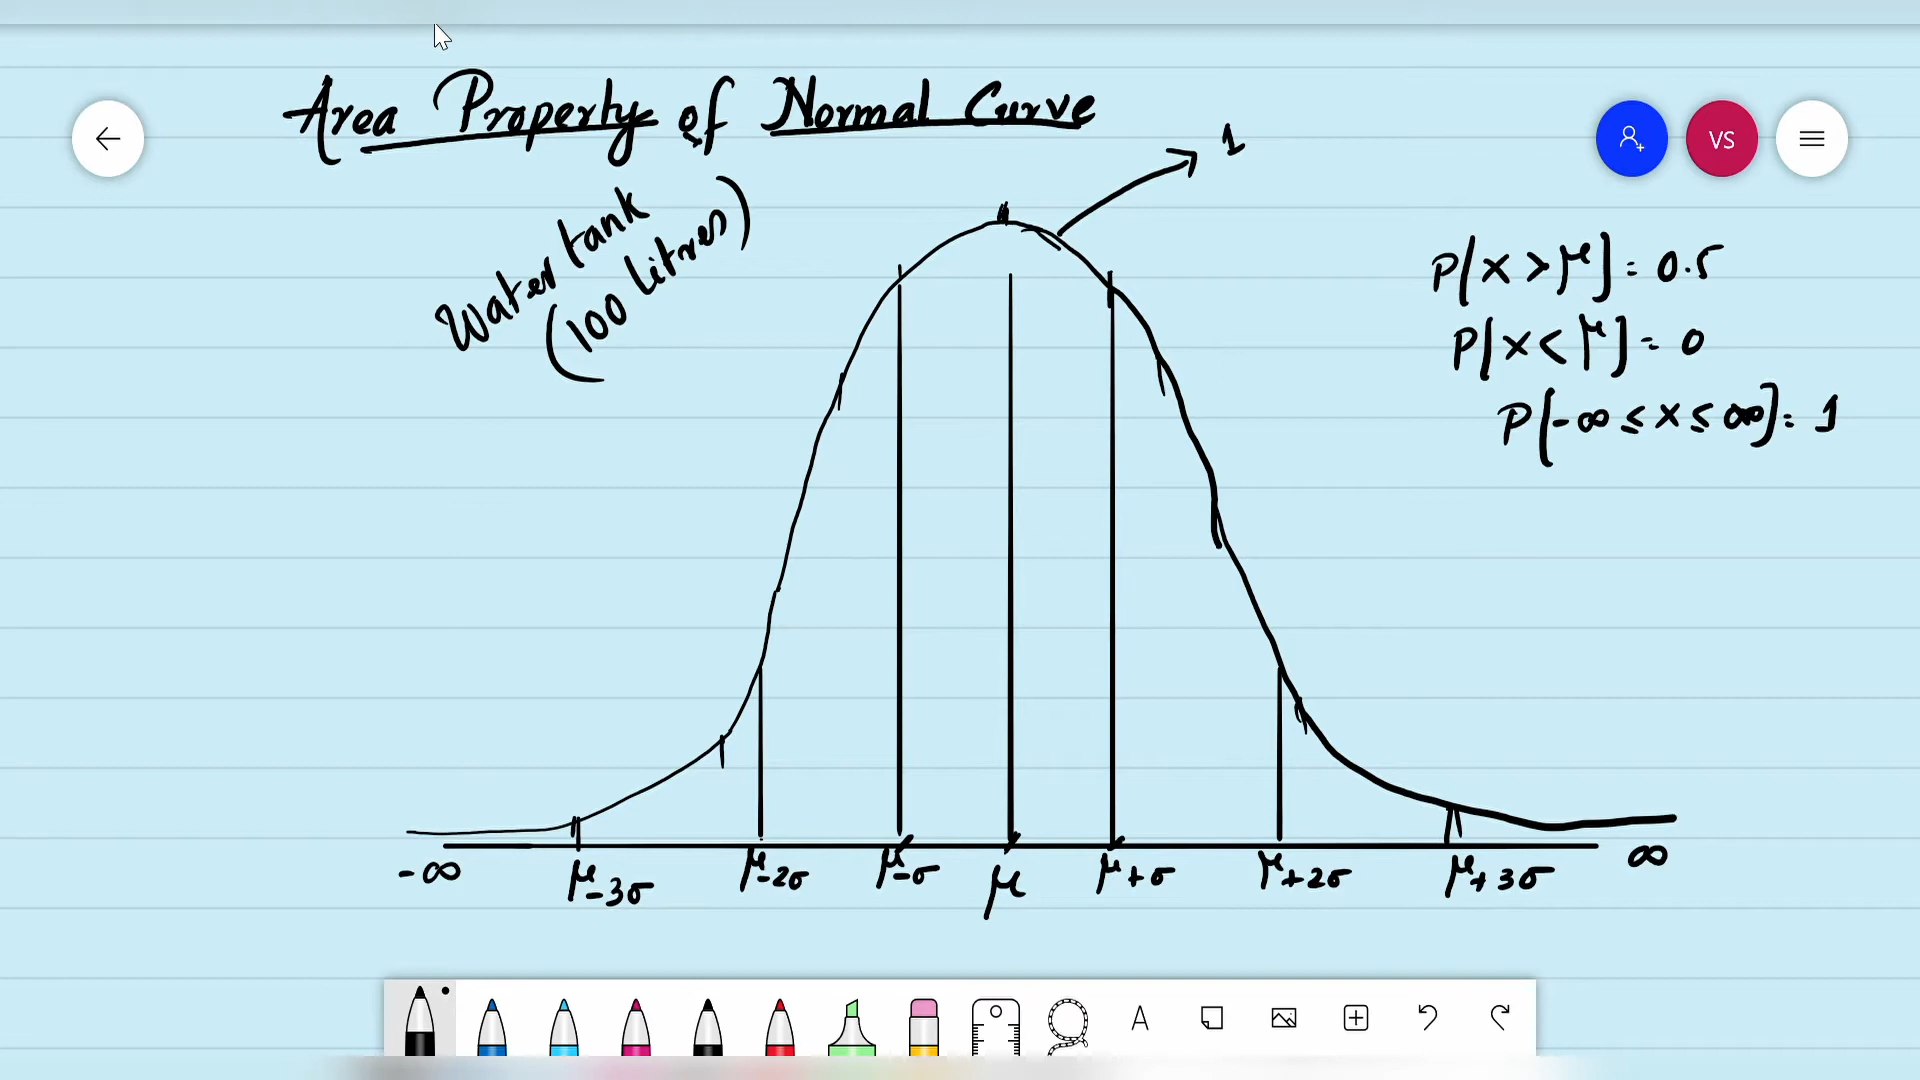 Area Property of Normal Curve
1
Water tank
(100 litres)
VS
P[X > μ] = 0.5
P[X < μ] = 0
P[-∞ ≤ X ≤ ∞] = 1
-∞ μ-3σ μ-2σ μ-σ μ μ+σ μ+2σ μ+3σ ∞
A